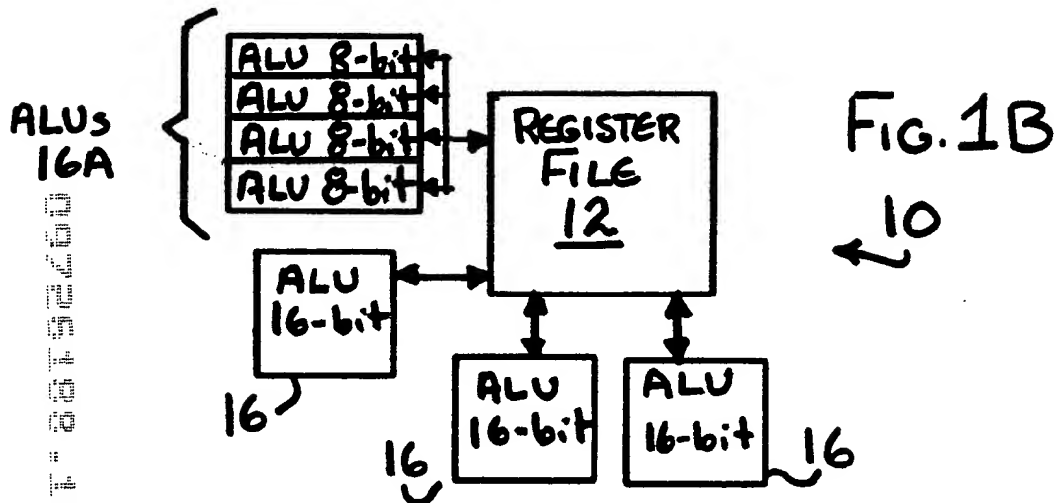 ALU 8-bit
ALU 8-bit
ALU 8-bit
ALU 8-bit
ALUs
16A
REGISTER
FILE
12
FIG. 1B
10
ALU
16-bit
16
ALU
16-bit
16
ALU
16-bit
16